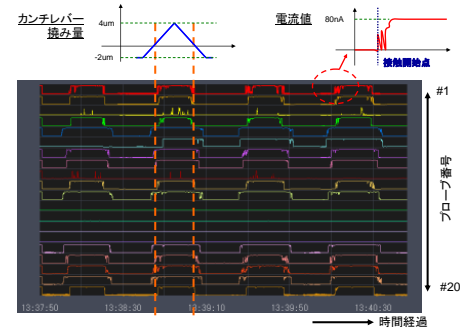 カンチレバー
撓み量
4um
-2um
電流値
80nA
接触開始点
#1
プローブ番号
#20
13:37:50
13:38:30
13:39:10
13:39:50
13:40:30
時間経過